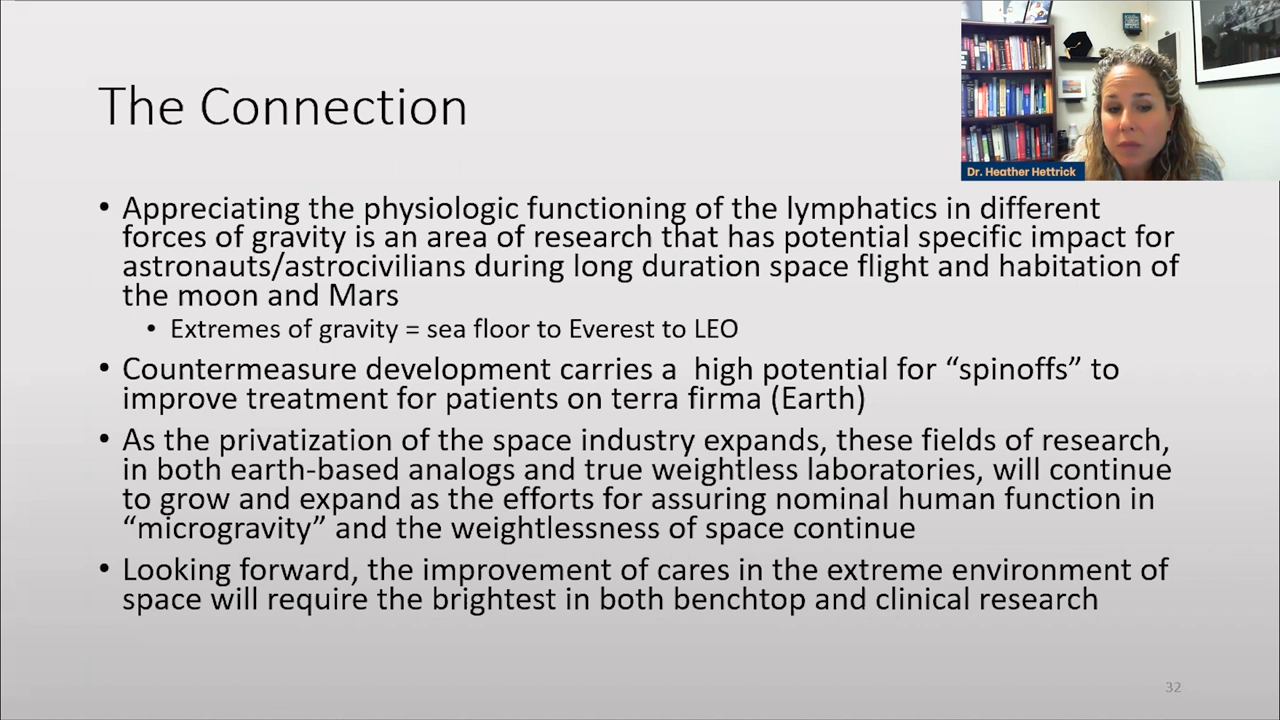 The Connection
Dr. Heather Hettrick
• Appreciating the physiologic functioning of the lymphatics in different
forces of gravity is an area of research that has potential specific impact for
astronauts/astrocivilians during long duration space flight and habitation of
the moon and Mars
• Extremes of gravity = sea floor to Everest to LEO
• Countermeasure development carries a  high potential for “spinoffs” to
improve treatment for patients on terra firma (Earth)
• As the privatization of the space industry expands, these fields of research,
in both earth-based analogs and true weightless laboratories, will continue
to grow and expand as the efforts for assuring nominal human function in
“microgravity” and the weightlessness of space continue
• Looking forward, the improvement of cares in the extreme environment of
space will require the brightest in both benchtop and clinical research
32